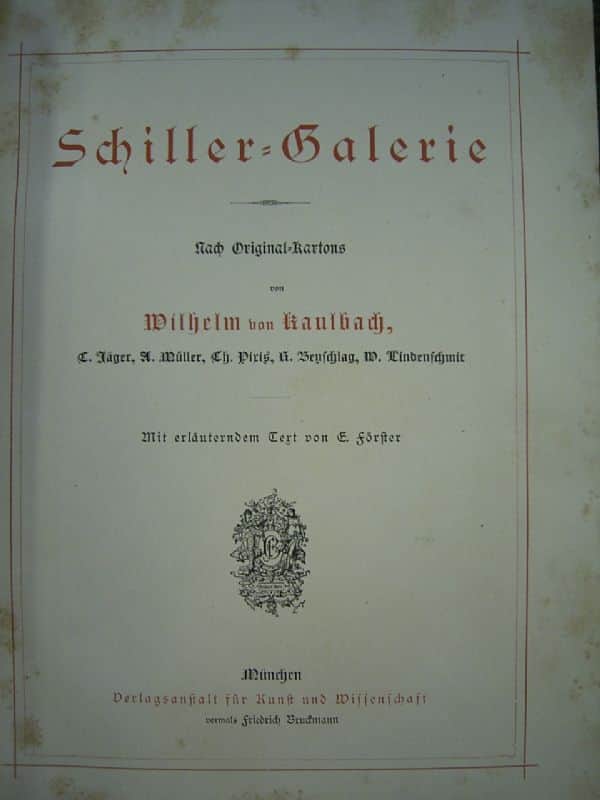 Schiller=Galerie
Nach Original=Kartons
von
Wilhelm von Kaulbach,
C. Jäger, A. Müller, Th. Pixis, R. Beyschlag, W. Lindenschmit
Mit erläuterndem Text von E. Förster
München
Verlagsanstalt für Kunst und Wissenschaft
vormals Friedrich Bruckmann